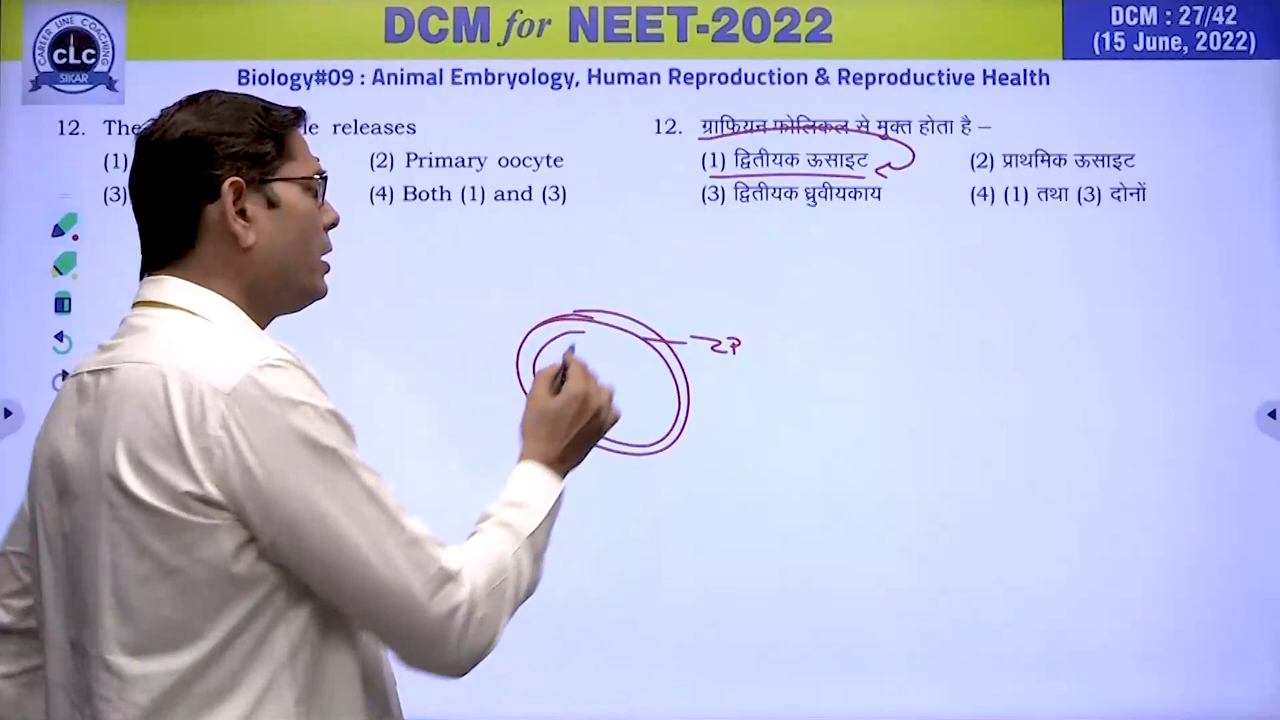 DCM for NEET-2022
DCM : 27/42
(15 June, 2022)
CAREER LINE COACHING
CLC
SIKAR
Biology#09 : Animal Embryology, Human Reproduction & Reproductive Health
12. The releases
(1) (2) Primary oocyte
(3) (4) Both (1) and (3)
12. ग्राफियन फोलिकल से मुक्त होता है –
(1) द्वितीयक ऊसाइट (2) प्राथमिक ऊसाइट
(3) द्वितीयक ध्रुवीयकाय (4) (1) तथा (3) दोनों
ZP